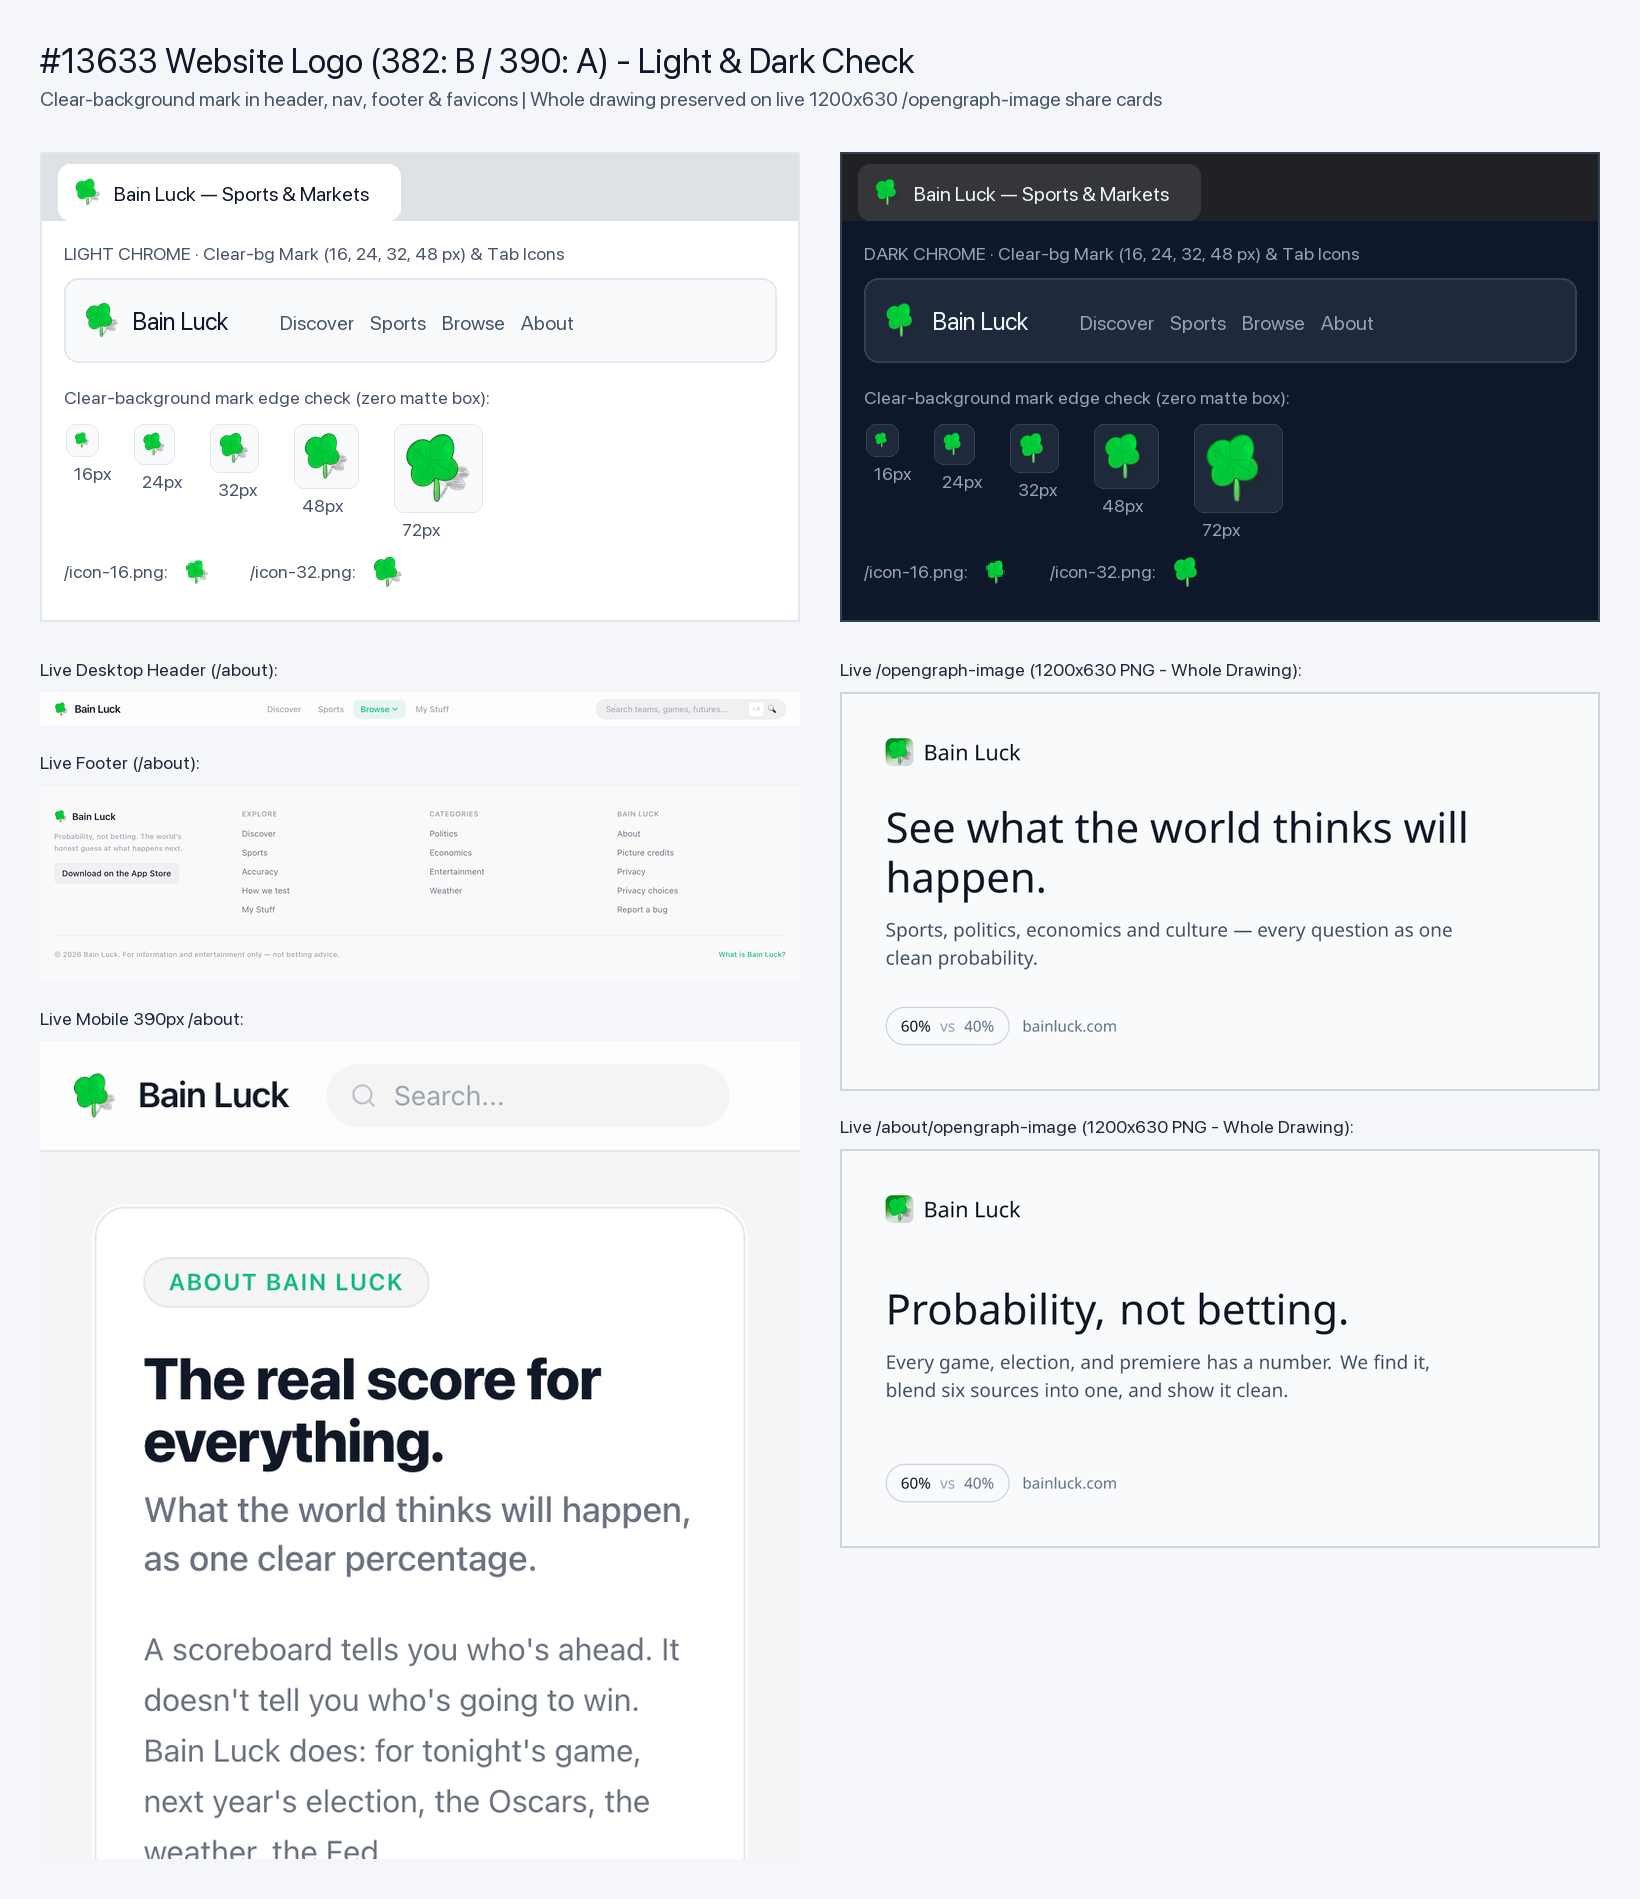 #13633 Website Logo (382: B / 390: A) - Light & Dark Check
Clear-background mark in header, nav, footer & favicons | Whole drawing preserved on live 1200x630 /opengraph-image share cards
Bain Luck — Sports & Markets
LIGHT CHROME · Clear-bg Mark (16, 24, 32, 48 px) & Tab Icons
Bain Luck Discover Sports Browse About
Clear-background mark edge check (zero matte box):
16px 24px 32px 48px 72px
/icon-16.png: /icon-32.png:
Bain Luck — Sports & Markets
DARK CHROME · Clear-bg Mark (16, 24, 32, 48 px) & Tab Icons
Bain Luck Discover Sports Browse About
Clear-background mark edge check (zero matte box):
16px 24px 32px 48px 72px
/icon-16.png: /icon-32.png:
Live Desktop Header (/about):
Bain Luck Discover Sports Browse My Stuff Search teams, games, futures...
Live Footer (/about):
Bain Luck
Probability, not betting. The world's
honest guess at what happens next.
Download on the App Store
EXPLORE
Discover
Sports
Accuracy
How we test
My Stuff
CATEGORIES
Politics
Economics
Entertainment
Weather
BAIN LUCK
About
Picture credits
Privacy
Privacy choices
Report a bug
© 2026 Bain Luck. For information and entertainment only — not betting advice.
What is Bain Luck?
Live Mobile 390px /about:
Bain Luck Search...
ABOUT BAIN LUCK
The real score for
everything.
What the world thinks will happen,
as one clear percentage.
A scoreboard tells you who's ahead. It
doesn't tell you who's going to win.
Bain Luck does: for tonight's game,
next year's election, the Oscars, the
weather, the Fed
Live /opengraph-image (1200x630 PNG - Whole Drawing):
Bain Luck
See what the world thinks will
happen.
Sports, politics, economics and culture — every question as one
clean probability.
60% vs 40% bainluck.com
Live /about/opengraph-image (1200x630 PNG - Whole Drawing):
Bain Luck
Probability, not betting.
Every game, election, and premiere has a number. We find it,
blend six sources into one, and show it clean.
60% vs 40% bainluck.com